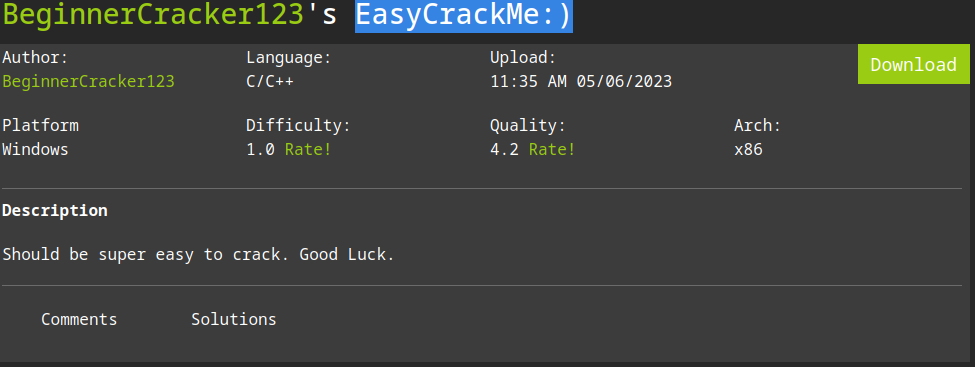 BeginnerCracker123's EasyCrackMe:)
Author: Language: Upload: Download
BeginnerCracker123 C/C++ 11:35 AM 05/06/2023
Platform Difficulty: Quality: Arch:
Windows 1.0 Rate! 4.2 Rate! x86
Description
Should be super easy to crack. Good Luck.
Comments Solutions